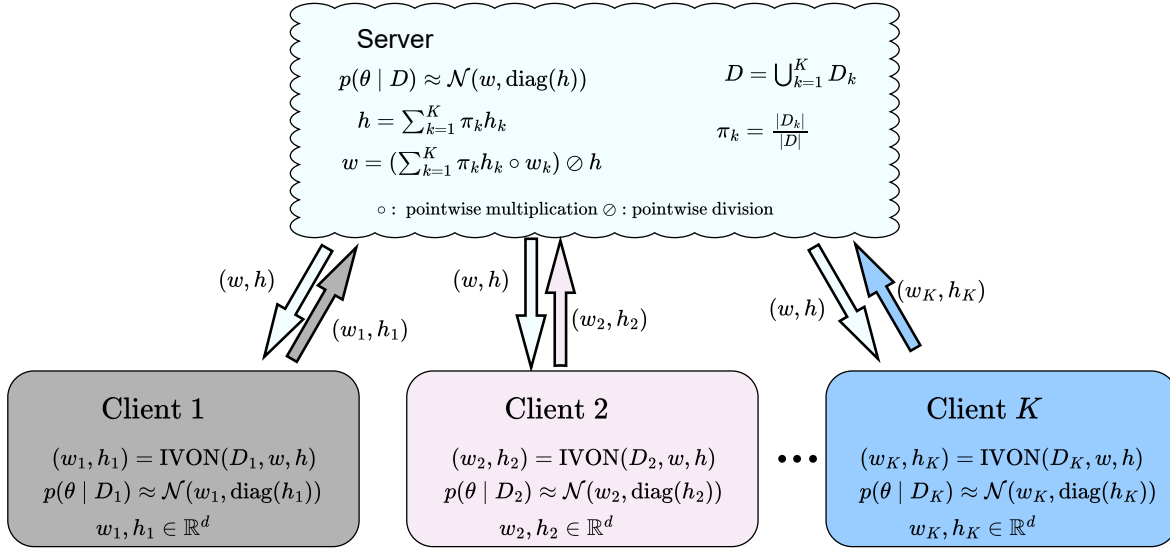 Server
p(θ | D) ≈ 𝒩(w, diag(h))
h = ∑_{k=1}^{K} π_k h_k
w = (∑_{k=1}^{K} π_k h_k ∘ w_k) ⊘ h
D = ⋃_{k=1}^{K} D_k
π_k = |D_k| / |D|
∘ : pointwise multiplication ⊘ : pointwise division
(w, h)
(w_1, h_1)
(w, h)
(w_2, h_2)
(w, h)
(w_K, h_K)
Client 1
(w_1, h_1) = IVON(D_1, w, h)
p(θ | D_1) ≈ 𝒩(w_1, diag(h_1))
w_1, h_1 ∈ ℝ^d
Client 2
(w_2, h_2) = IVON(D_2, w, h)
p(θ | D_2) ≈ 𝒩(w_2, diag(h_2))
w_2, h_2 ∈ ℝ^d
•••
Client K
(w_K, h_K) = IVON(D_K, w, h)
p(θ | D_K) ≈ 𝒩(w_K, diag(h_K))
w_K, h_K ∈ ℝ^d